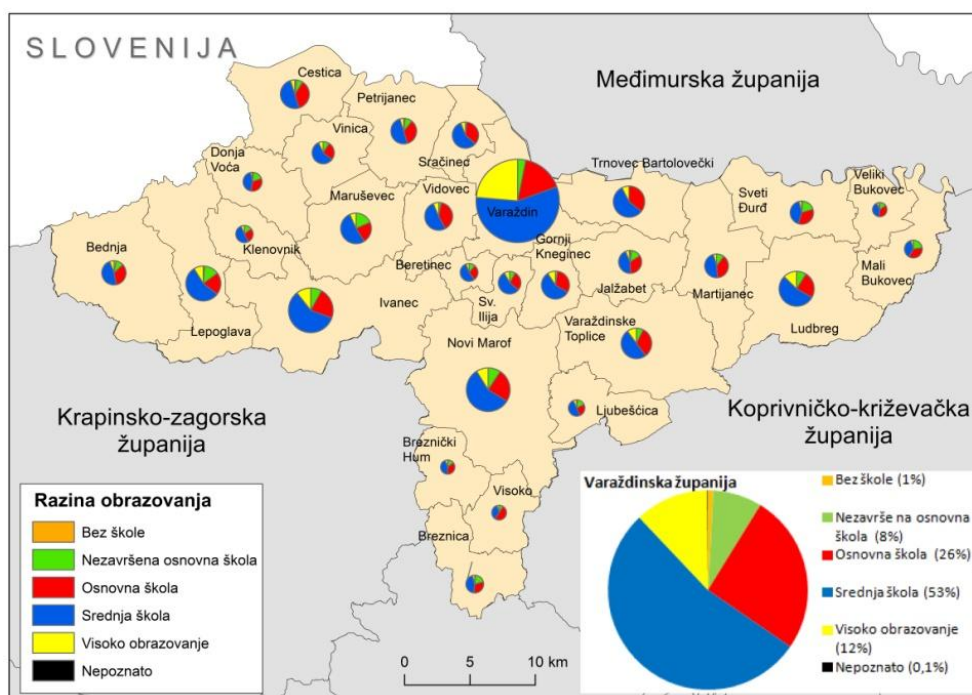 SLOVENIJA
Cestica
Međimurska županija
Petrijanec
Vinica
Donja
Voća
Sračinec
Trnovec Bartolovečki
Veliki
Bukovec
Maruševec
Vidovec
Sveti
Đurđ
Varaždin
Bednja
Klenovnik
Gornji
Kneginec
Beretinec
Mali
Bukovec
Ivanec
Sv.
Ilija
Jalžabet
Martijanec
Lepoglava
Varaždinske
Toplice
Ludbreg
Novi Marof
Krapinsko-zagorska
županija
Ljubešćica
Koprivničko-križevačka
županija
Breznički
Hum
Visoko
Breznica
Razina obrazovanja
Bez škole
Nezavršena osnovna škola
Osnovna škola
Srednja škola
Visoko obrazovanje
Nepoznato
0 5 10 km
Varaždinska županija
Bez škole (1%)
Nezavrše na osnovna
škola (8%)
Osnovna škola (26%)
Srednja škola (53%)
Visoko obrazovanje
(12%)
Nepoznato (0,1%)